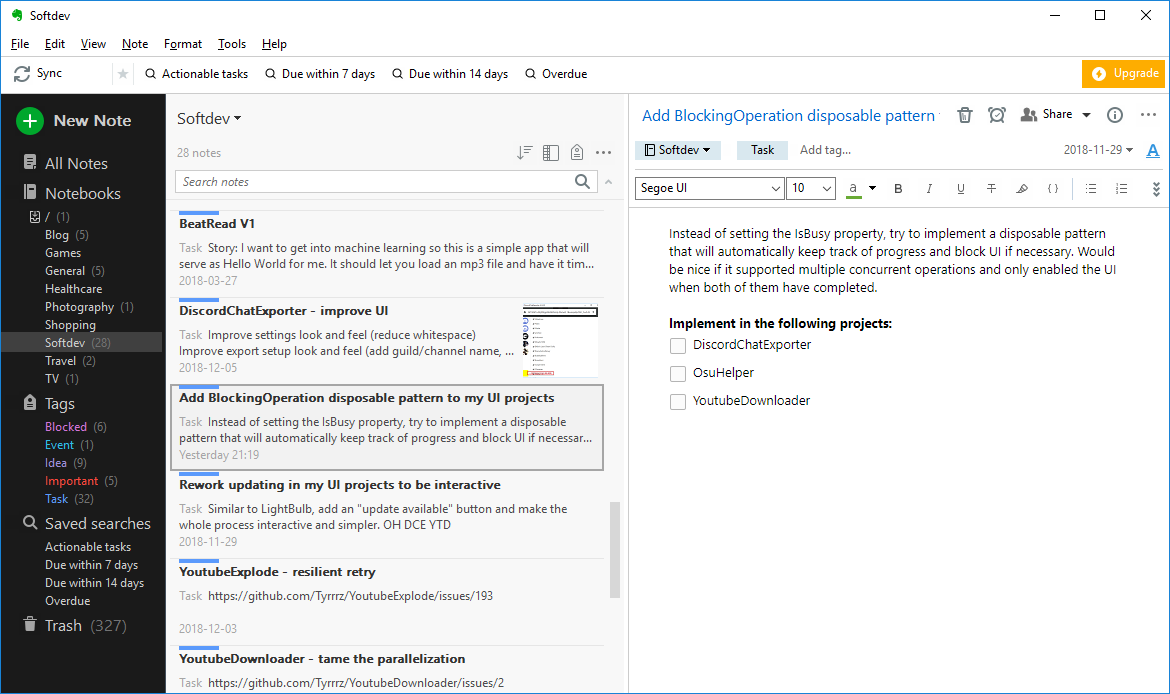 Softdev
File Edit View Note Format Tools Help
Sync Actionable tasks Due within 7 days Due within 14 days Overdue Upgrade
New Note
All Notes
Notebooks
/ (1)
Blog (5)
Games
General (5)
Healthcare
Photography (1)
Shopping
Softdev (28)
Travel (2)
TV (1)
Tags
Blocked (6)
Event (1)
Idea (9)
Important (5)
Task (32)
Saved searches
Actionable tasks
Due within 7 days
Due within 14 days
Overdue
Trash (327)
Softdev
28 notes
Search notes
BeatRead V1
Task Story: I want to get into machine learning so this is a simple app that will
serve as Hello World for me. It should let you load an mp3 file and have it tim...
2018-03-27
DiscordChatExporter - improve UI
Task Improve settings look and feel (reduce whitespace)
Improve export setup look and feel (add guild/channel name, ...
2018-12-05
Add BlockingOperation disposable pattern to my UI projects
Task Instead of setting the IsBusy property, try to implement a disposable
pattern that will automatically keep track of progress and block UI if necessar...
Yesterday 21:19
Rework updating in my UI projects to be interactive
Task Similar to LightBulb, add an "update available" button and make the
whole process interactive and simpler. OH DCE YTD
2018-11-29
YoutubeExplode - resilient retry
Task https://github.com/Tyrrrz/YoutubeExplode/issues/193
2018-12-03
YoutubeDownloader - tame the parallelization
Task https://github.com/Tyrrrz/YoutubeDownloader/issues/2
Add BlockingOperation disposable pattern
Share
Softdev Task Add tag... 2018-11-29 A
Segoe UI 10 a B I U T { }
Instead of setting the IsBusy property, try to implement a disposable pattern
that will automatically keep track of progress and block UI if necessary. Would
be nice if it supported multiple concurrent operations and only enabled the UI
when both of them have completed.
Implement in the following projects:
DiscordChatExporter
OsuHelper
YoutubeDownloader